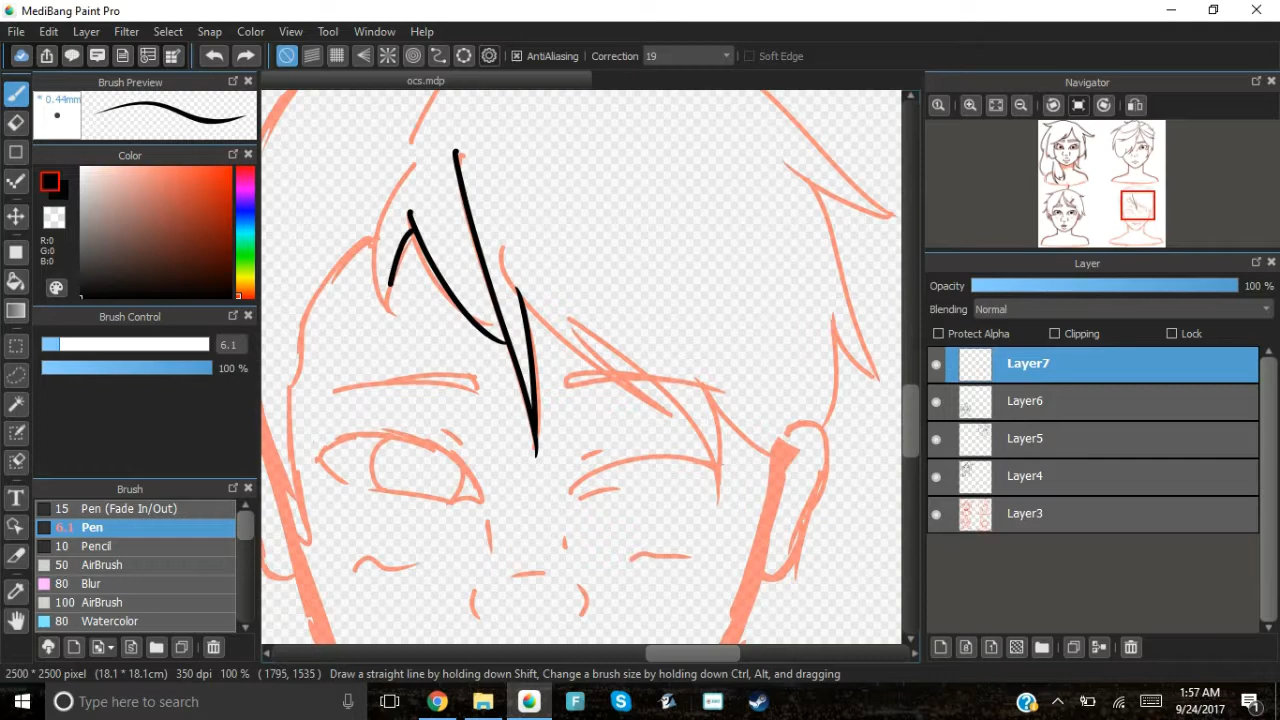 MediBang Paint Pro
File Edit Layer Filter Select Snap Color View Tool Window Help
AntiAliasing Correction 19 Soft Edge
Brush Preview
ocs.mdp
Navigator
* 0.44mm
Color
R:0
G:0
B:0
Layer
Opacity 100 %
Blending Normal
Protect Alpha Clipping Lock
Brush Control
6.1
100 %
Layer7
Layer6
Layer5
Layer4
Layer3
Brush
15 Pen (Fade In/Out)
6.1 Pen
10 Pencil
50 AirBrush
80 Blur
100 AirBrush
80 Watercolor
2500 * 2500 pixel (18.1 * 18.1cm) 350 dpi 100 % ( 1795, 1535 ) Draw a straight line by holding down Shift, Change a brush size by holding down Ctrl, Alt, and dragging
Type here to search
1:57 AM
9/24/2017